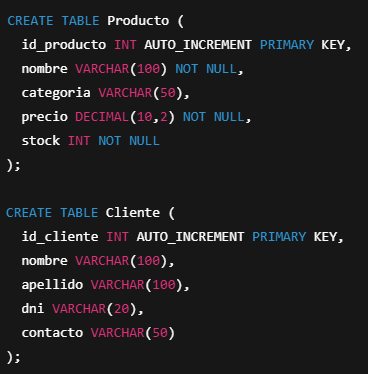 CREATE TABLE Producto (
  id_producto INT AUTO_INCREMENT PRIMARY KEY,
  nombre VARCHAR(100) NOT NULL,
  categoria VARCHAR(50),
  precio DECIMAL(10,2) NOT NULL,
  stock INT NOT NULL
);
CREATE TABLE Cliente (
  id_cliente INT AUTO_INCREMENT PRIMARY KEY,
  nombre VARCHAR(100),
  apellido VARCHAR(100),
  dni VARCHAR(20),
  contacto VARCHAR(50)
);